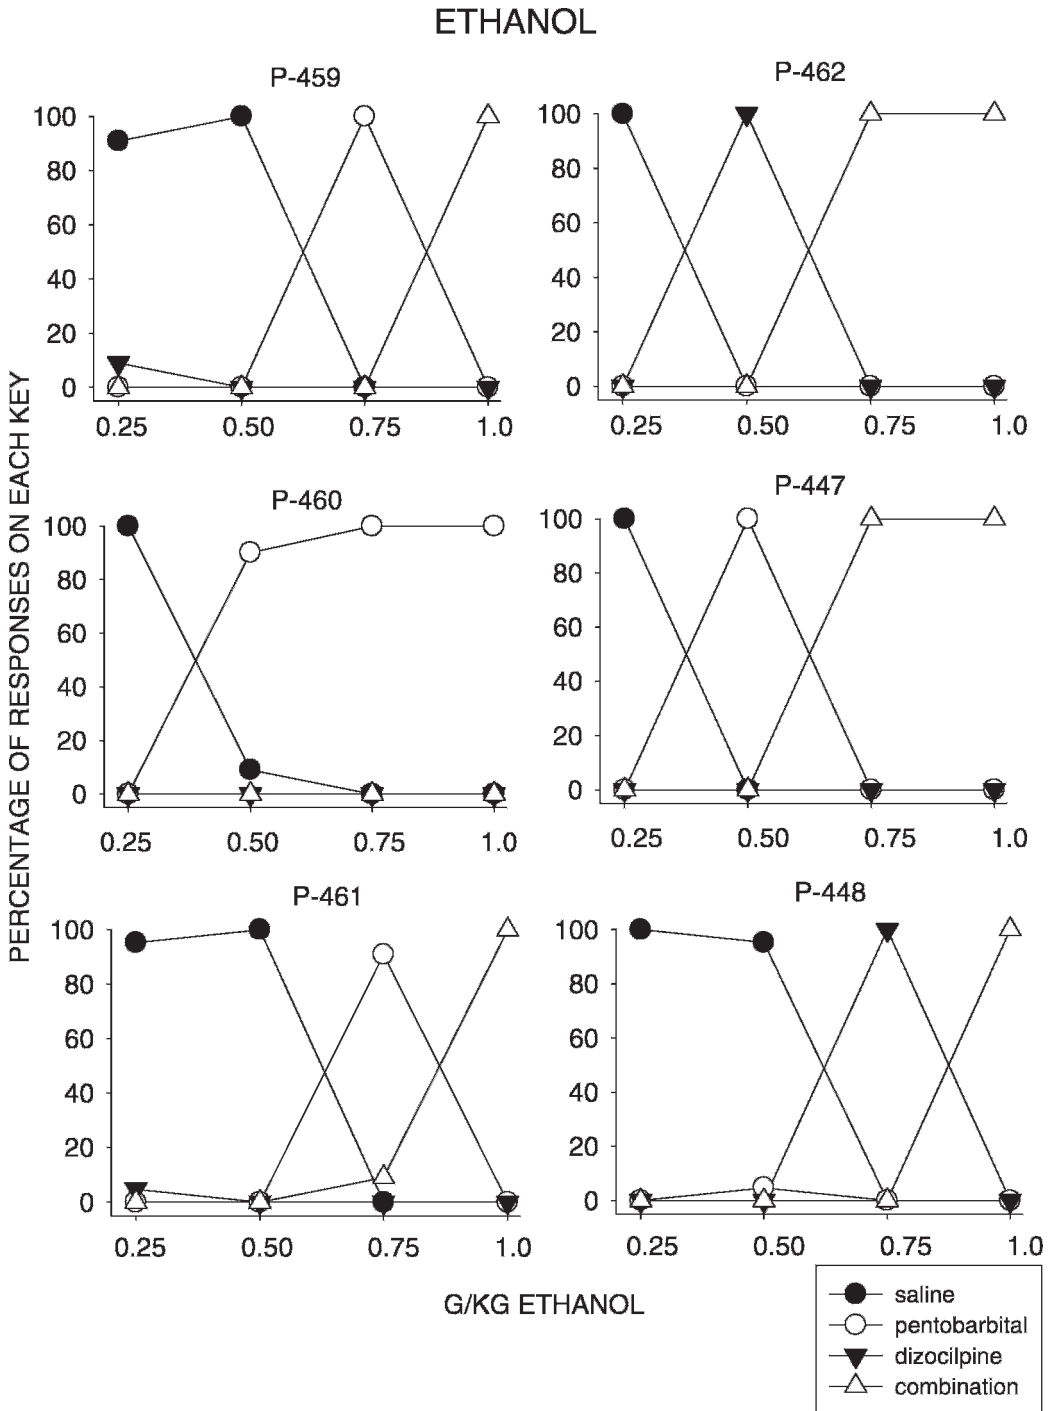 ETHANOL
P-459
P-462
100
80
60
40
20
0
0.25 0.50 0.75 1.0
100
80
60
40
20
0
0.25 0.50 0.75 1.0
PERCENTAGE OF RESPONSES ON EACH KEY
P-460
P-447
100
80
60
40
20
0
0.25 0.50 0.75 1.0
100
80
60
40
20
0
0.25 0.50 0.75 1.0
P-461
P-448
100
80
60
40
20
0
0.25 0.50 0.75 1.0
100
80
60
40
20
0
0.25 0.50 0.75 1.0
G/KG ETHANOL
saline
pentobarbital
dizocilpine
combination